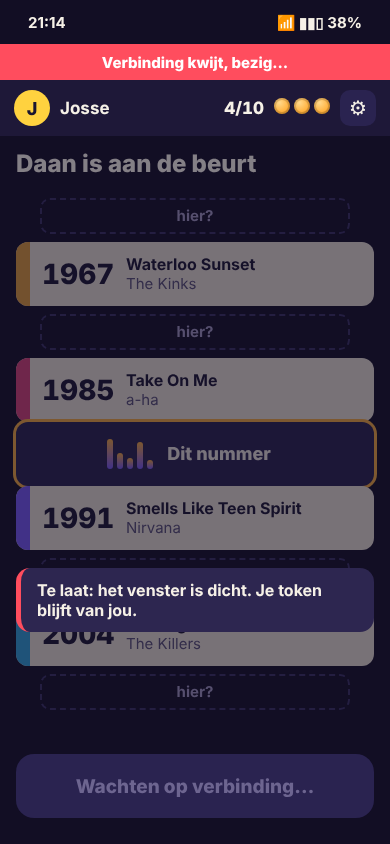 21:14
38%
Verbinding kwijt, bezig…
J
Josse
4/10
Daan is aan de beurt
hier?
1967
Waterloo Sunset
The Kinks
hier?
1985
Take On Me
a-ha
Dit nummer
1991
Smells Like Teen Spirit
Nirvana
Te laat: het venster is dicht. Je token
blijft van jou.
2004
The Killers
hier?
Wachten op verbinding…